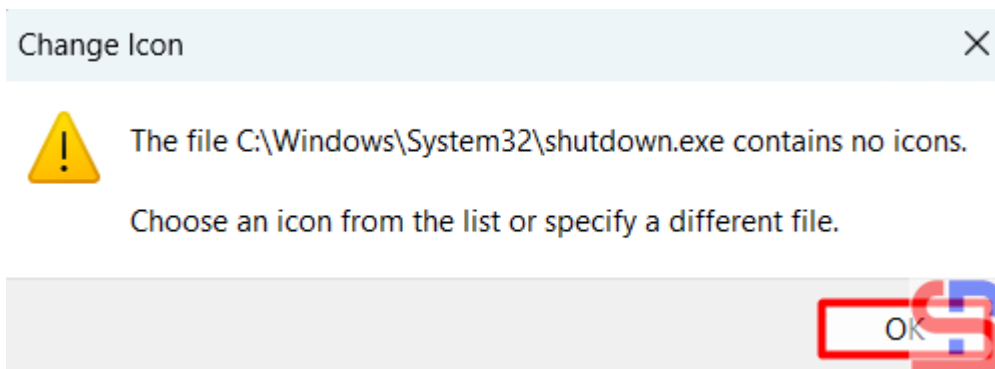 Change Icon
The file C:\Windows\System32\shutdown.exe contains no icons.
Choose an icon from the list or specify a different file.
OK